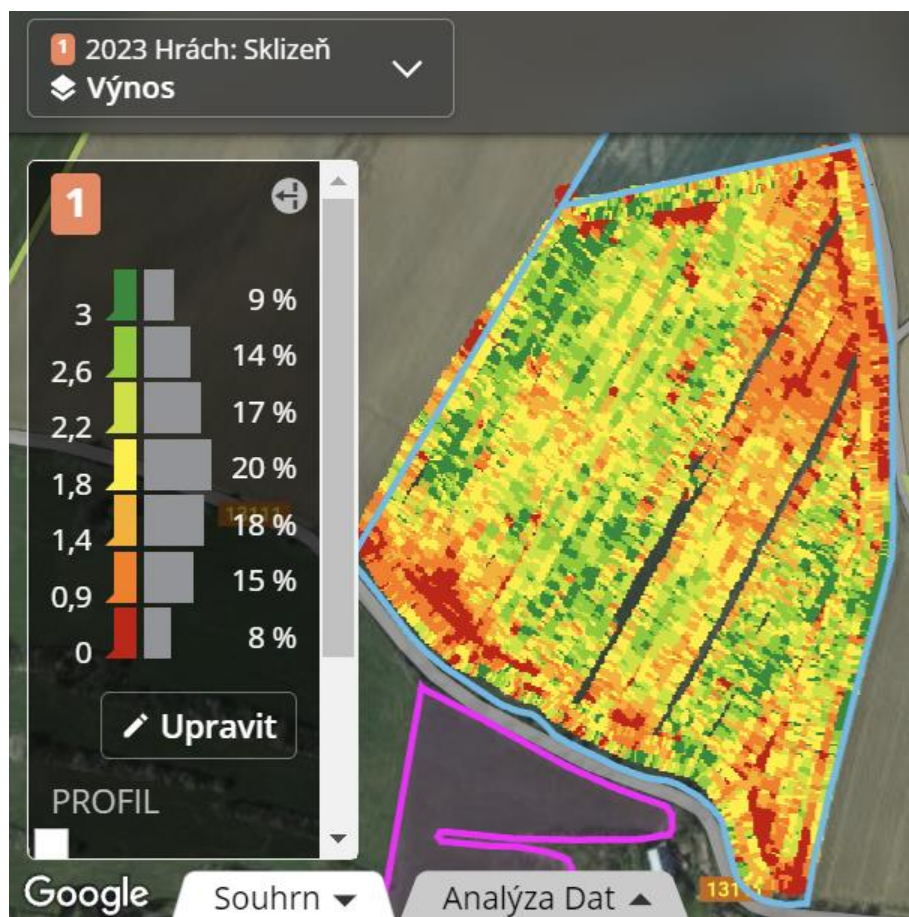 1 2023 Hrách: Sklizeň
Výnos
1
3 9 %
2,6 14 %
2,2 17 %
1,8 20 %
1,4 18 %
0,9 15 %
0 8 %
13111
Upravit
PROFIL
Google
Souhrn
Analýza Dat